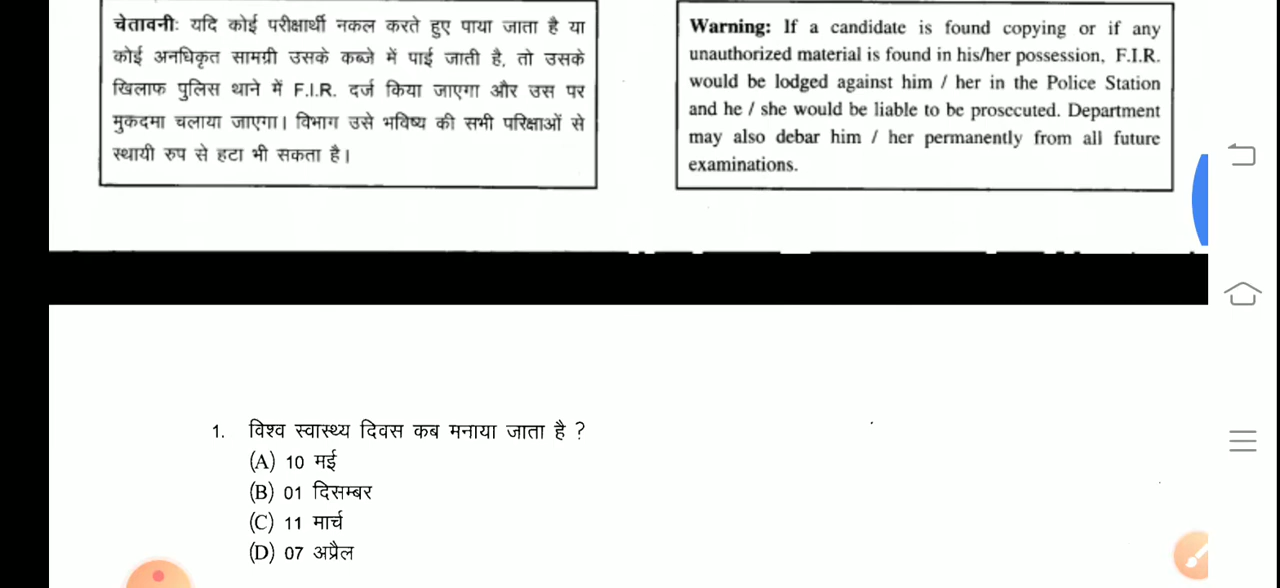 चेतावनी: यदि कोई परीक्षार्थी नकल करते हुए पाया जाता है या
कोई अनधिकृत सामग्री उसके कब्जे में पाई जाती है, तो उसके
खिलाफ पुलिस थाने में F.I.R. दर्ज किया जाएगा और उस पर
मुकदमा चलाया जाएगा। विभाग उसे भविष्य की सभी परिक्षाओं से
स्थायी रुप से हटा भी सकता है।
Warning: If a candidate is found copying or if any
unauthorized material is found in his/her possession, F.I.R.
would be lodged against him / her in the Police Station
and he / she would be liable to be prosecuted. Department
may also debar him / her permanently from all future
examinations.
1. विश्व स्वास्थ्य दिवस कब मनाया जाता है ?
(A) 10 मई
(B) 01 दिसम्बर
(C) 11 मार्च
(D) 07 अप्रैल